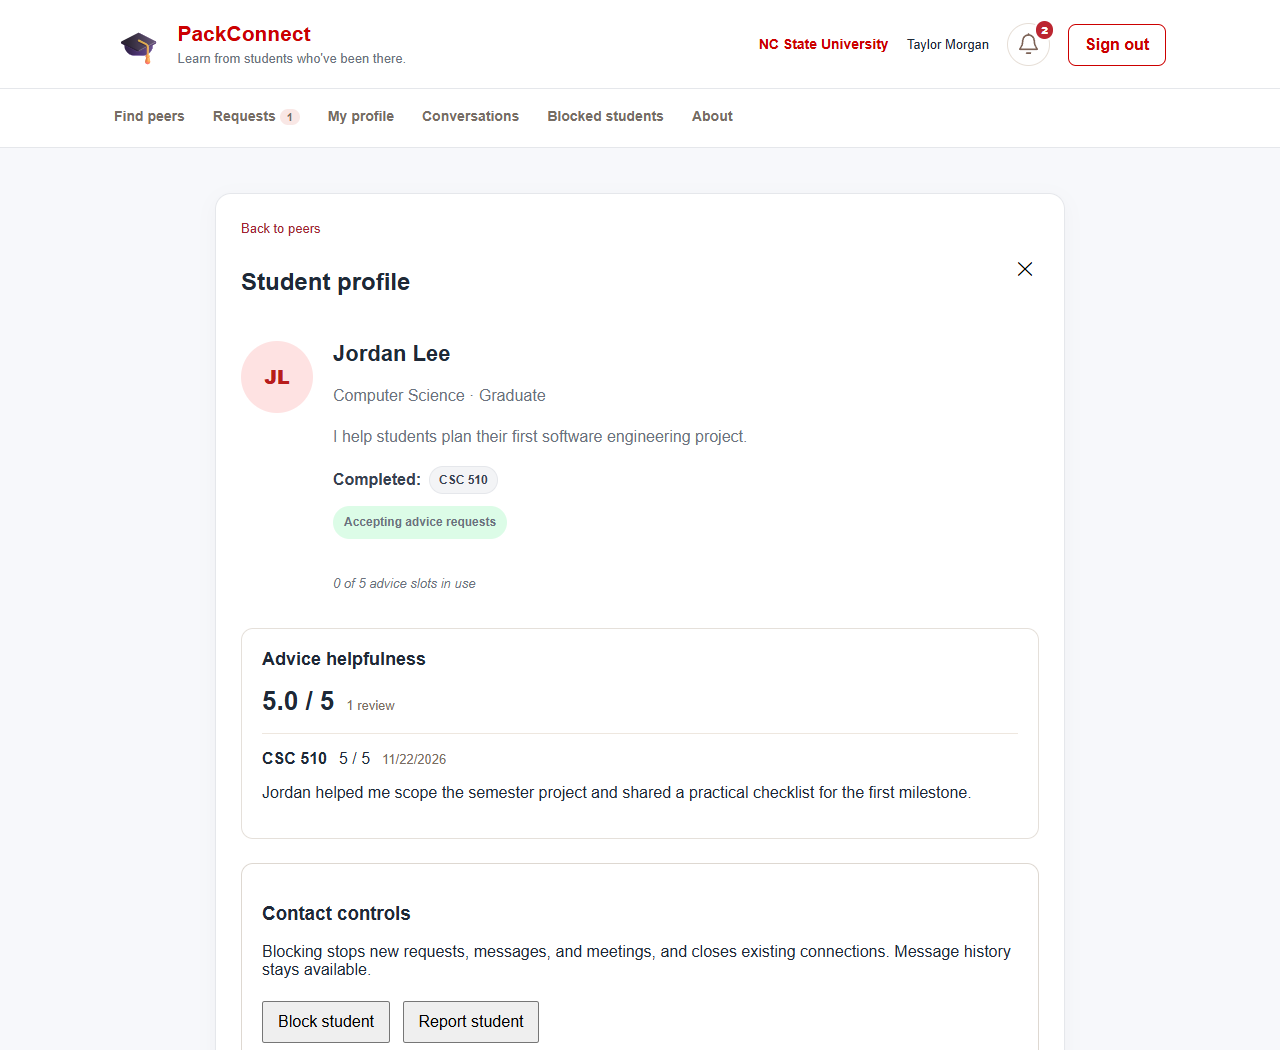 PackConnect
Learn from students who've been there.
NC State University
Taylor Morgan
2
Sign out
Find peers
Requests 1
My profile
Conversations
Blocked students
About
Back to peers
Student profile
JL
Jordan Lee
Computer Science · Graduate
I help students plan their first software engineering project.
Completed: CSC 510
Accepting advice requests
0 of 5 advice slots in use
Advice helpfulness
5.0 / 5 1 review
CSC 510 5 / 5 11/22/2026
Jordan helped me scope the semester project and shared a practical checklist for the first milestone.
Contact controls
Blocking stops new requests, messages, and meetings, and closes existing connections. Message history
stays available.
Block student
Report student